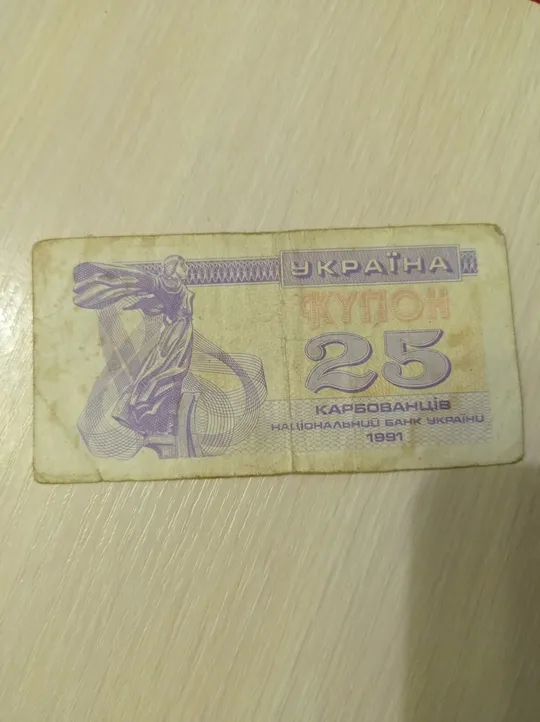 УКРАЇНА
КУПОН
25
КАРБОВАНЦІВ
НАЦІОНАЛЬНИЙ БАНК УКРАЇНИ
1991